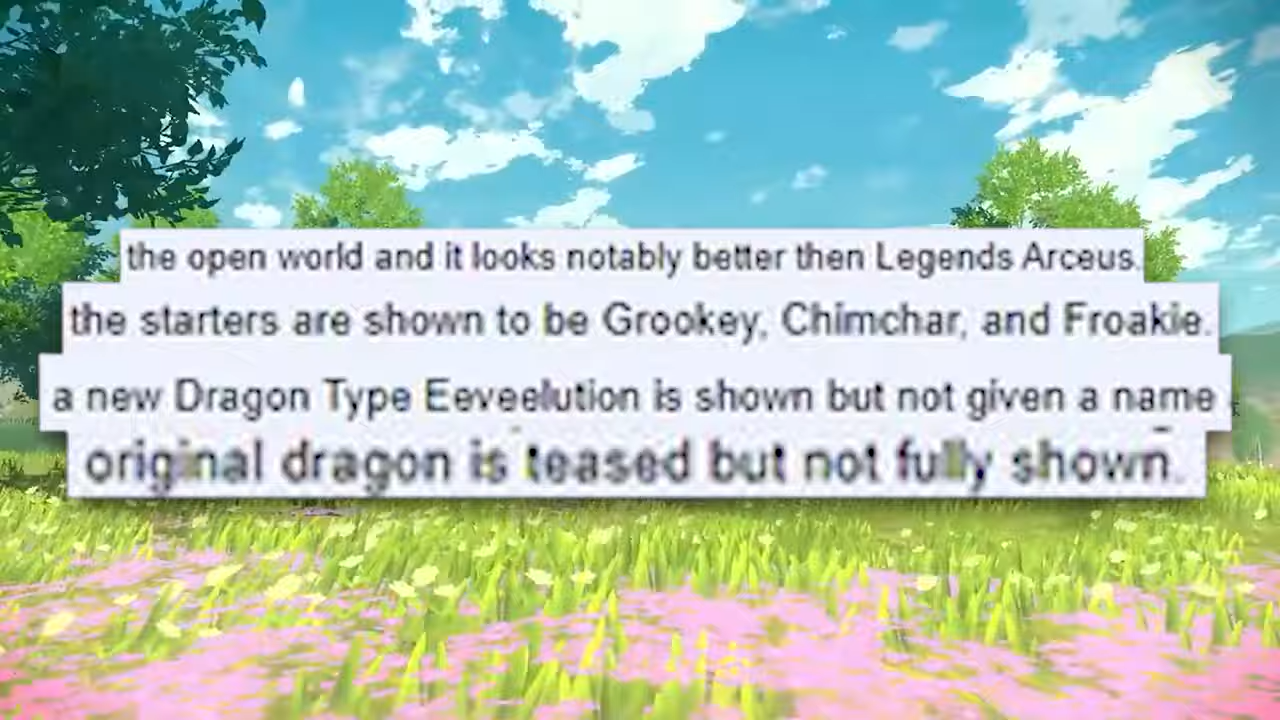 the open world and it looks notably better then Legends Arceus.
the starters are shown to be Grookey, Chimchar, and Froakie.
a new Dragon Type Eeveelution is shown but not given a name
original dragon is teased but not fully shown.